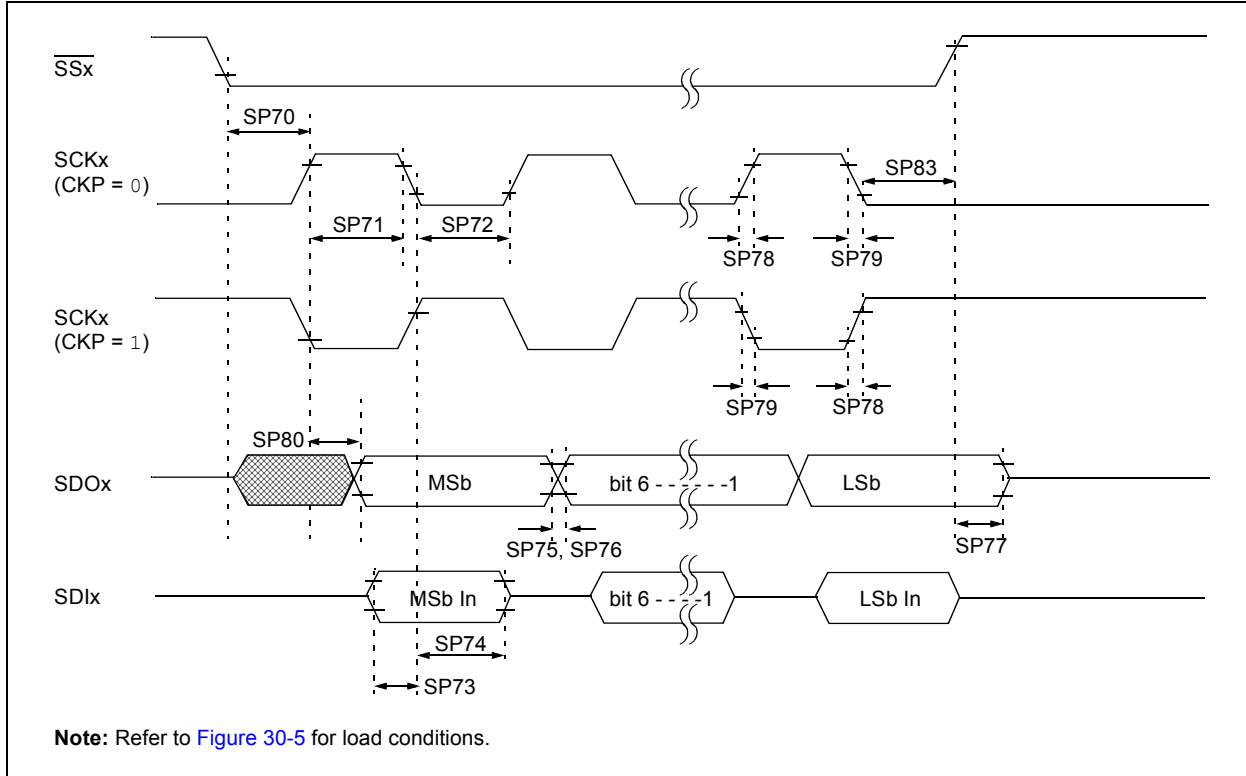 SSx
SP70
SCKx
(CKP = 0)
SP83
SP71
SP72
SP78
SP79
SCKx
(CKP = 1)
SP79
SP78
SP80
SDOx
MSb
bit 6 - - - - - -1
LSb
SP75, SP76
SP77
SDIx
MSb In
bit 6 - - - -1
LSb In
SP74
SP73
Note: Refer to Figure 30-5 for load conditions.